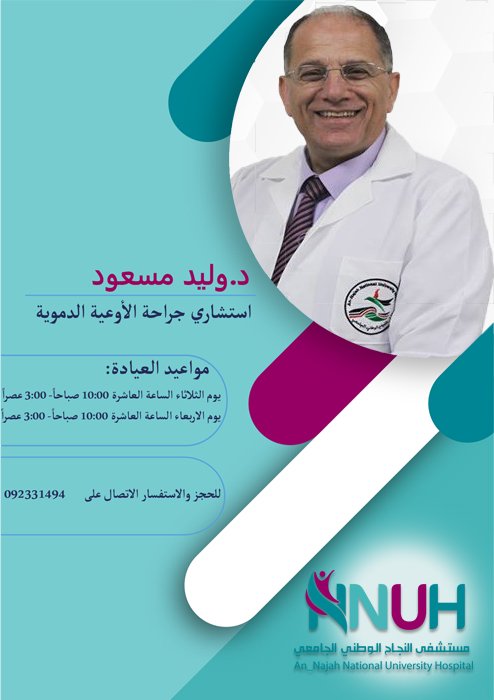 د.وليد مسعود
استشاري جراحة الأوعية الدموية
مواعيد العيادة:
يوم الثلاثاء الساعة العاشرة 10:00 صباحاً- 3:00 عصراً
يوم الاربعاء الساعة العاشرة 10:00 صباحاً- 3:00 عصراً
للحجز والاستفسار الاتصال على 092331494
NNUH
مستشفى النجاح الوطني الجامعي
An_Najah National University Hospital